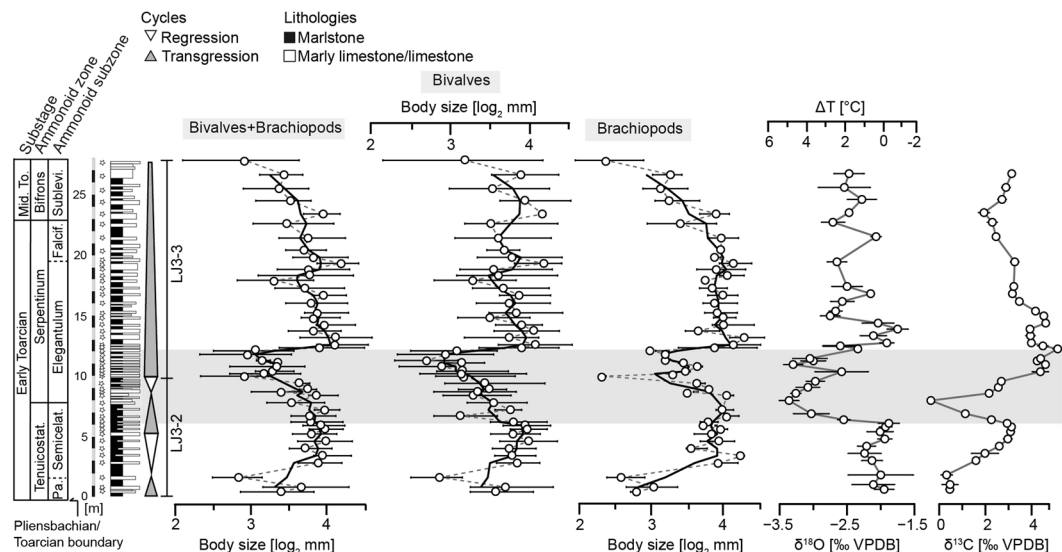 Cycles
Regression
Transgression
Lithologies
Marlstone
Marly limestone/limestone
Substage
Ammonoid zone
Ammonoid subzone
Bivalves+Brachiopods
Bivalves
Body size [log₂ mm]
2 3 4
Brachiopods
ΔT [°C]
6 4 2 0 -2
Mid. To.
Bifrons
Sublevi.
Early Toarcian
Serpentinum
Falcif.
Elegantulum
Tenuicostat.
Semicelat.
Pa.
25
20
15
10
5
0
[m]
LJ3-3
LJ3-2
Pliensbachian/
Toarcian boundary
2 3 4
Body size [log₂ mm]
2 3 4
Body size [log₂ mm]
-3.5 -2.5 -1.5
δ¹⁸O [‰ VPDB]
0 2 4
δ¹³C [‰ VPDB]